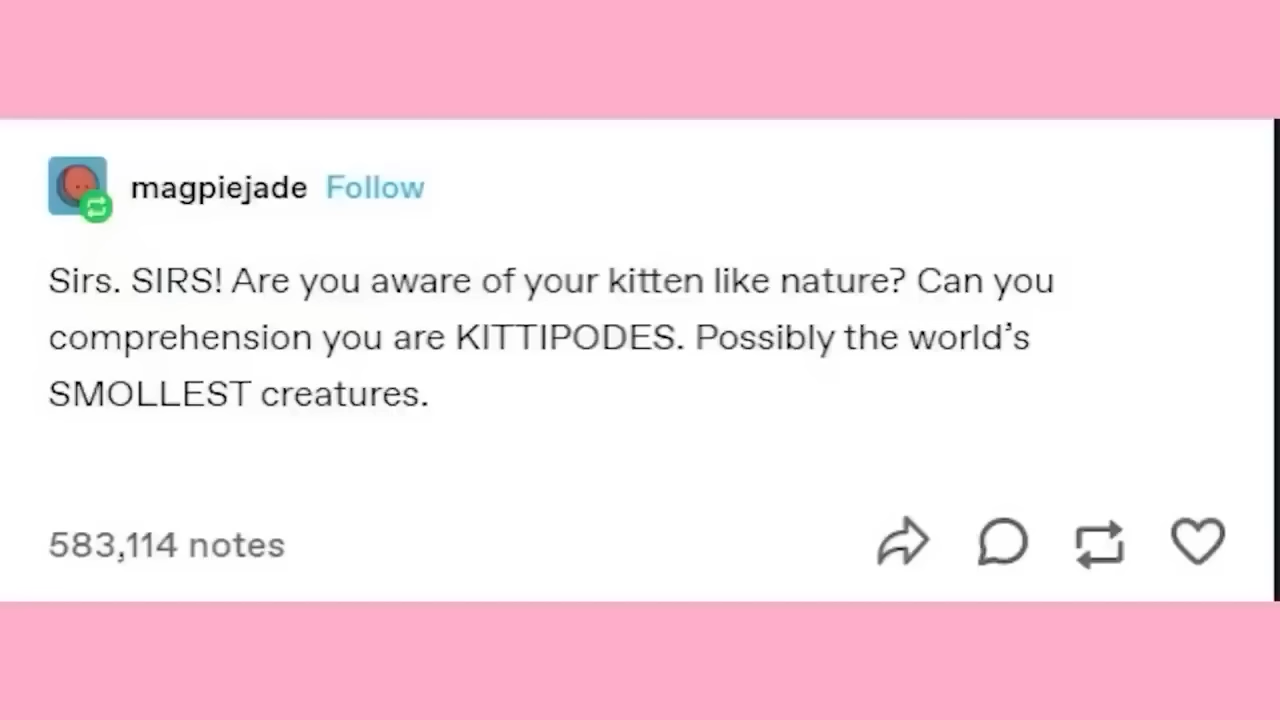 magpiejade Follow
Sirs. SIRS! Are you aware of your kitten like nature? Can you
comprehension you are KITTIPODES. Possibly the world’s
SMOLLEST creatures.
583,114 notes